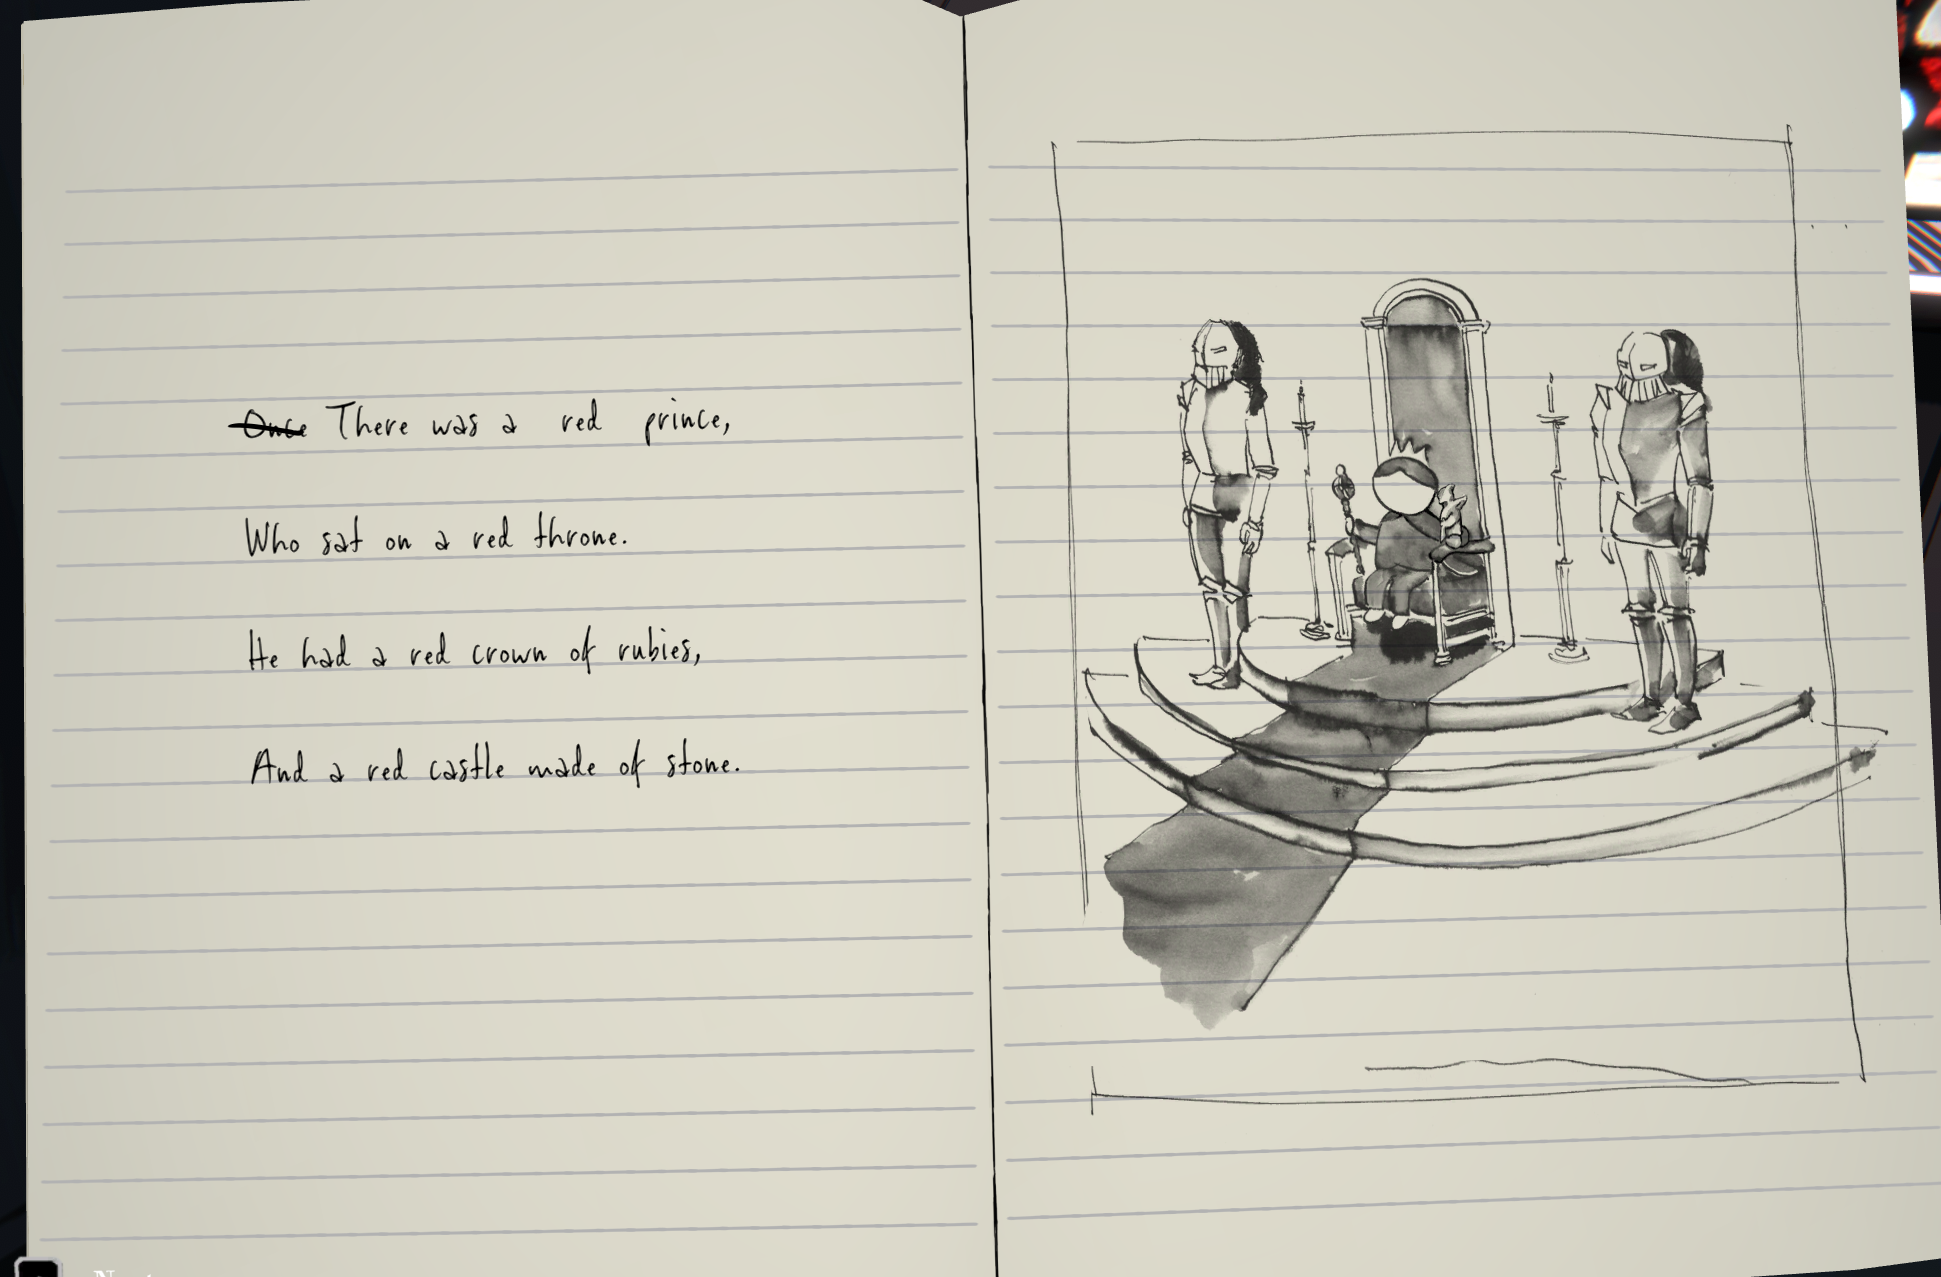 Once There was a red prince,
Who sat on a red throne.
He had a red crown of rubies,
And a red castle made of stone.